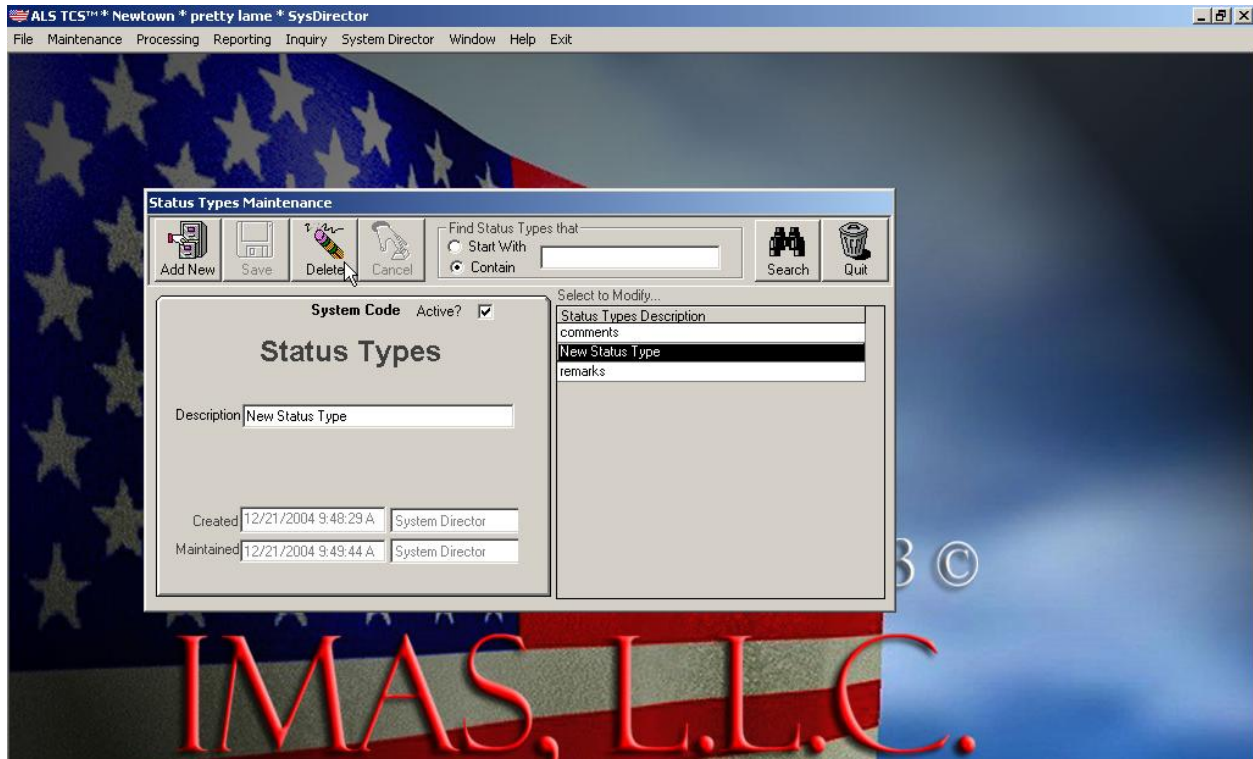 ALS TCS™ * Newtown * pretty lame * SysDirector
File Maintenance Processing Reporting Inquiry System Director Window Help Exit
Status Types Maintenance
Add New Save Delete Cancel
Find Status Types that
Start With
Contain
Search Quit
System Code Active?
Status Types
Description New Status Type
Created 12/21/2004 9:48:29 A System Director
Maintained 12/21/2004 9:49:44 A System Director
Select to Modify...
Status Types Description
comments
New Status Type
remarks
3 ©
IMAS, L.L.C.